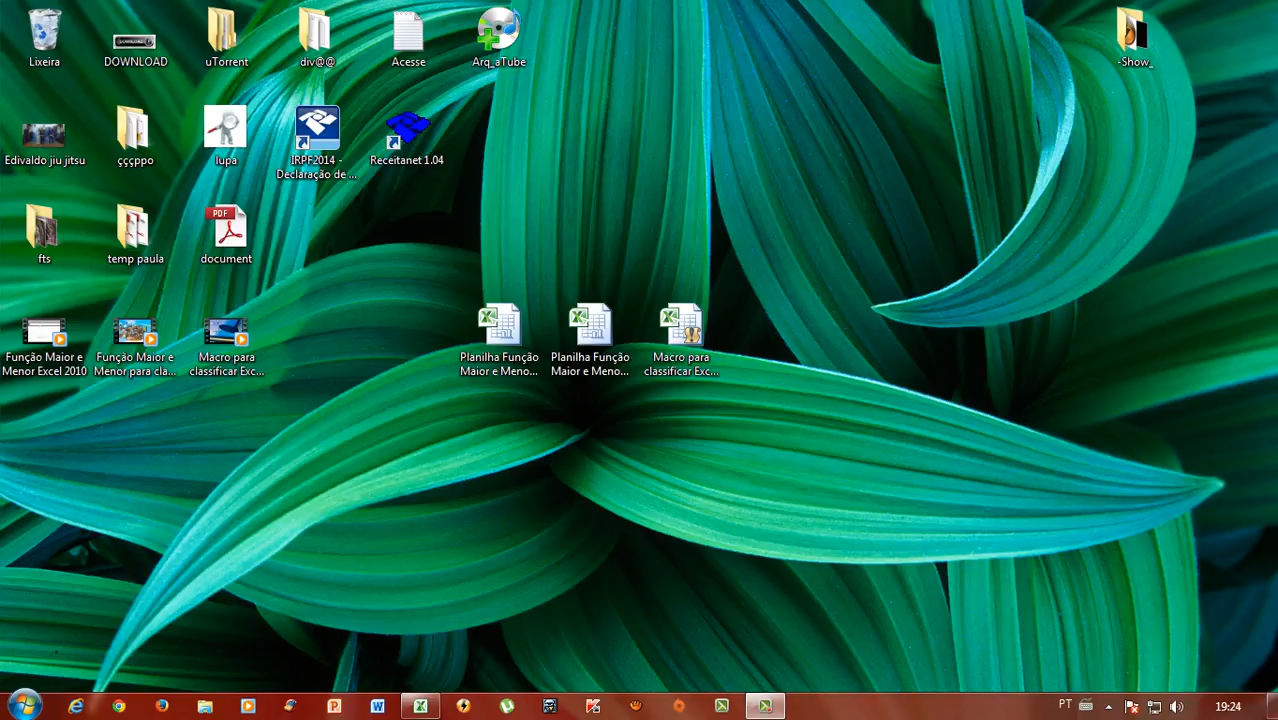 Lixeira
DOWNLOAD
uTorrent
div@@
Acesse
Arq_aTube
-Show_
Edivaldo jiu jitsu
çççppo
lupa
IRPF2014 -
Declaração de ...
Receitanet 1.04
fts
temp paula
PDF
document
Função Maior e
Menor Excel 2010
Função Maior e
Menor para cla...
Macro para
classificar Exc...
Planilha Função
Maior e Meno...
Planilha Função
Maior e Meno...
Macro para
classificar Exc...
PT
19:24